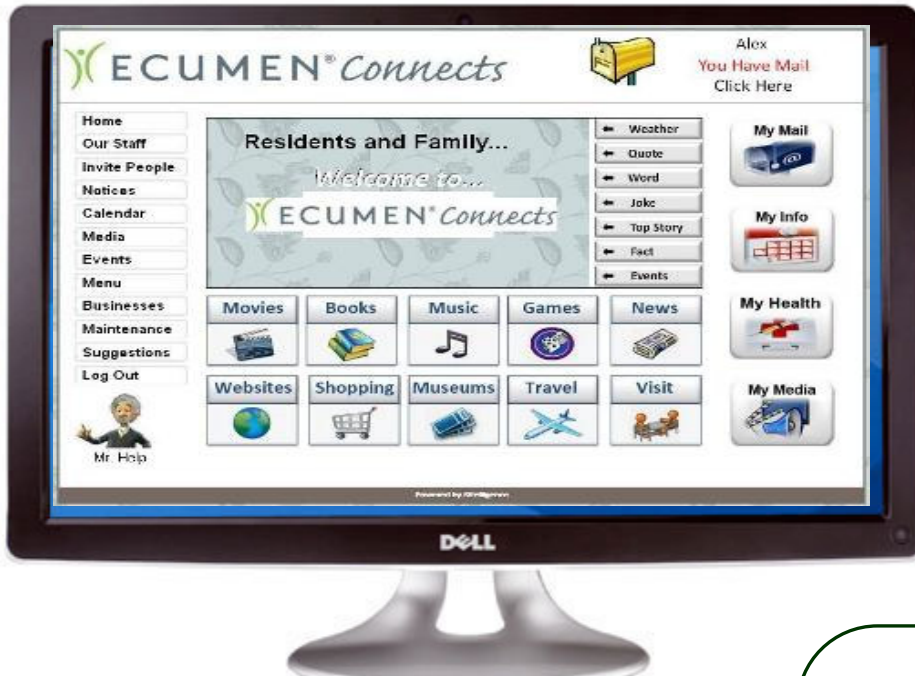 ECUMEN® Connects
Alex
You Have Mail
Click Here
Home
Our Staff
Invite People
Notices
Calendar
Media
Events
Menu
Businesses
Maintenance
Suggestions
Log Out
Mr. Help
Residents and Family...
Welcome to...
ECUMEN® Connects
Weather
Quote
Word
Joke
Top Story
Fact
Events
Movies
Books
Music
Games
News
Websites
Shopping
Museums
Travel
Visit
My Mail
My Info
My Health
My Media
Powered by
DELL